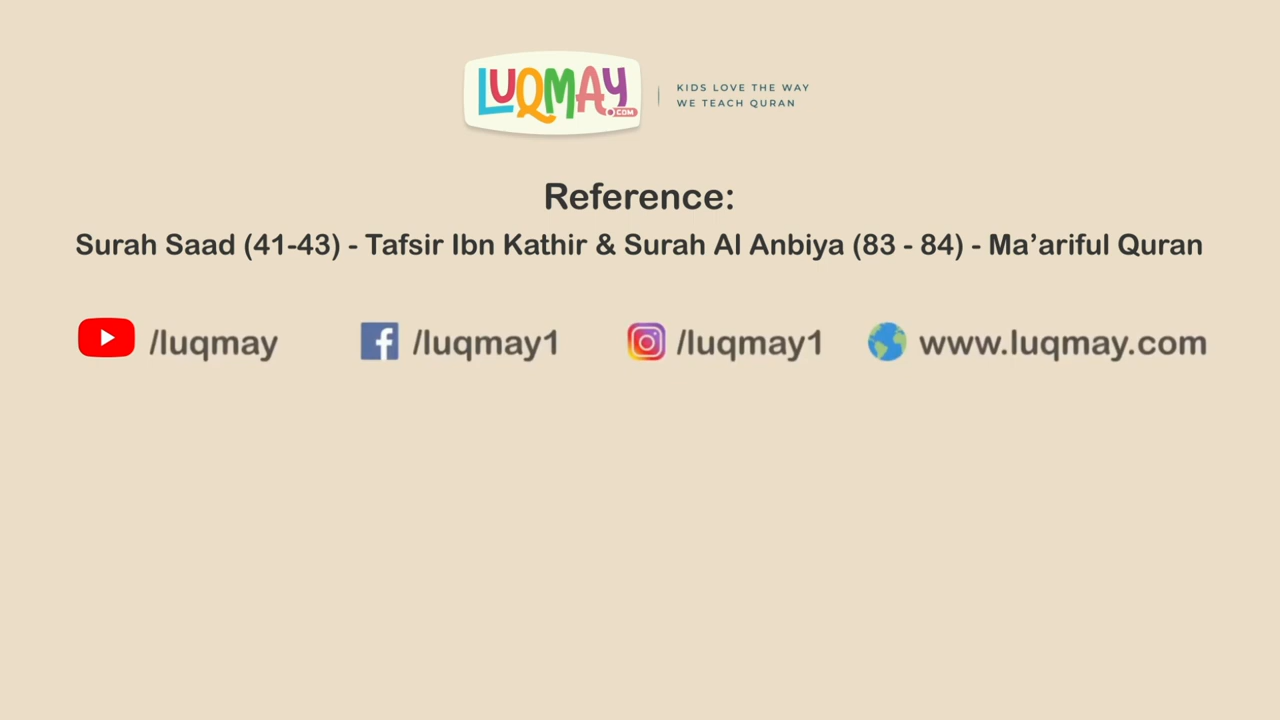 LUQMAY
.COM
KIDS LOVE THE WAY
WE TEACH QURAN
Reference:
Surah Saad (41-43) - Tafsir Ibn Kathir & Surah Al Anbiya (83 - 84) - Ma’ariful Quran
/luqmay /luqmay1 /luqmay1 www.luqmay.com